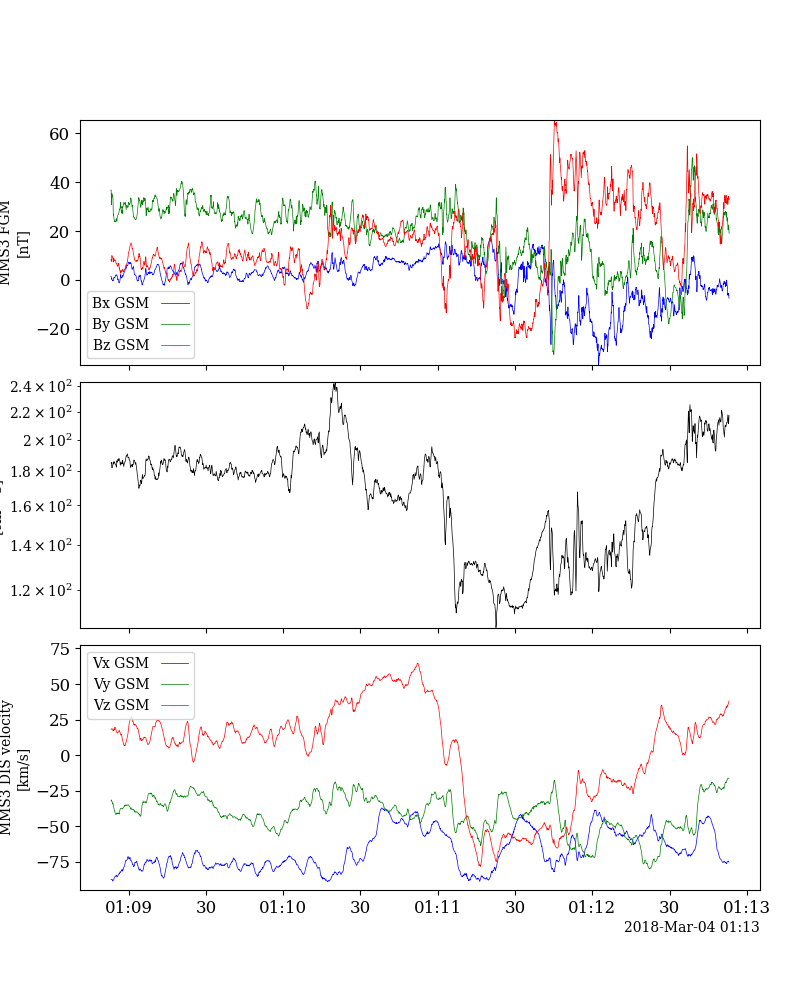 60
40
20
0
−20
MMS3 FGM
[nT]
Bx GSM
By GSM
Bz GSM
2.4 × 10²
2.2 × 10²
2 × 10²
1.8 × 10²
1.6 × 10²
1.4 × 10²
1.2 × 10²
75
50
25
0
−25
−50
−75
MMS3 DIS velocity
[km/s]
Vx GSM
Vy GSM
Vz GSM
01:09 30 01:10 30 01:11 30 01:12 30 01:13
2018-Mar-04 01:13